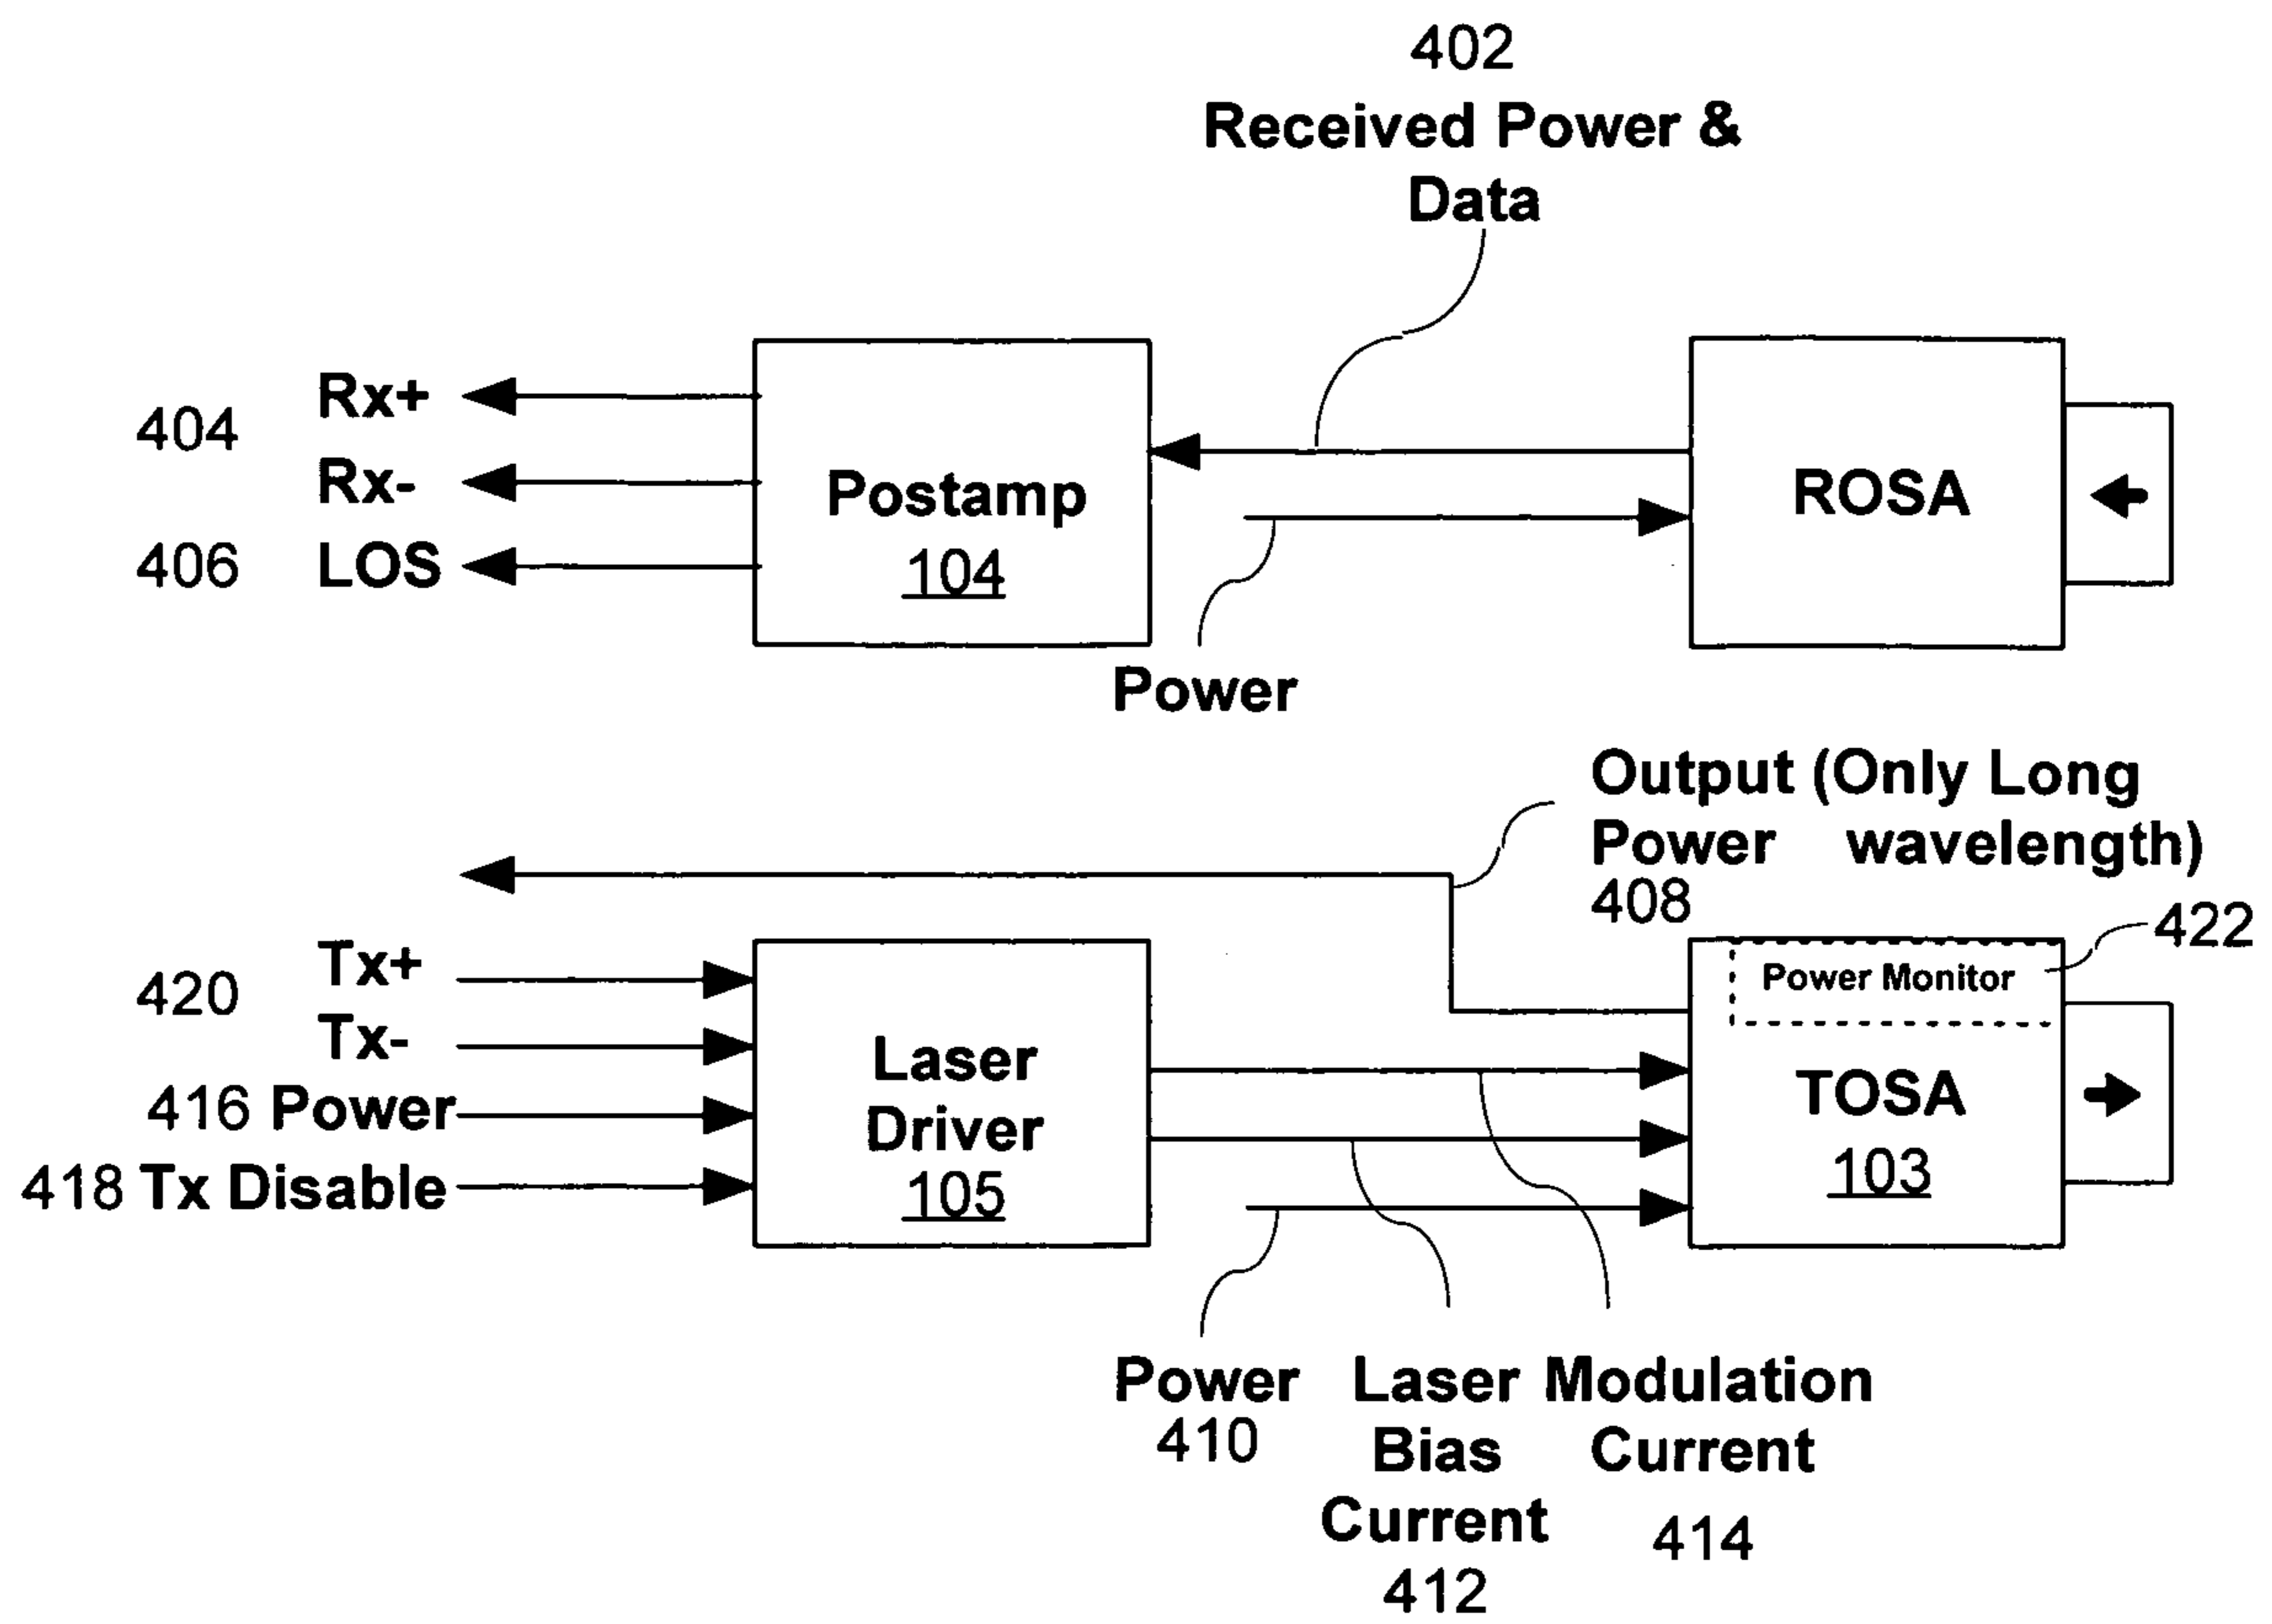 402
Received Power &
Data
404
Rx+
Rx-
406 LOS
Postamp
104
ROSA
Power
Output (Only Long
Power wavelength)
408
422
Power Monitor
420
Tx+
Tx-
416 Power
418 Tx Disable
Laser
Driver
105
TOSA
103
Power
410
Laser
Bias
Current
412
Modulation
Current
414